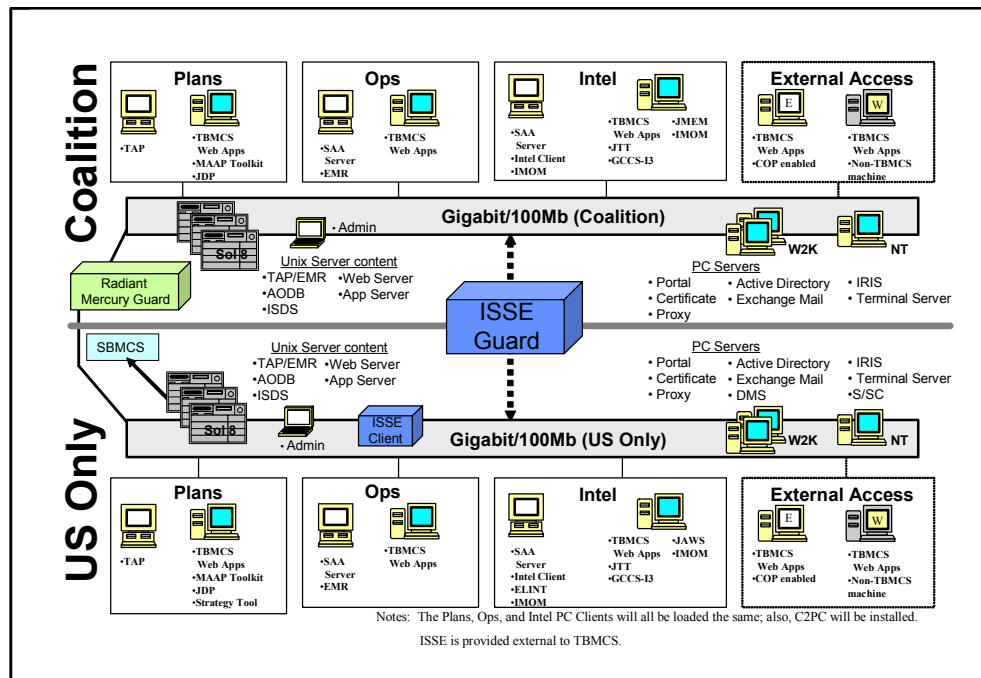 Coalition
Plans
•TAP
•TBMCS
Web Apps
•MAAP Toolkit
•JDP
Ops
•SAA
Server
•EMR
•TBMCS
Web Apps
Intel
•SAA
Server
•Intel Client
•IMOM
•TBMCS
Web Apps
•JTT
•GCCS-I3
•JMEM
•IMOM
External Access
E
•TBMCS
Web Apps
•COP enabled
W
•TBMCS
Web Apps
•Non-TBMCS
machine
Gigabit/100Mb (Coalition)
Sol 8
• Admin
W2K
NT
Radiant
Mercury Guard
Unix Server content
•TAP/EMR
•AODB
•ISDS
• Web Server
• App Server
ISSE
Guard
PC Servers
• Portal
• Certificate
• Proxy
• Active Directory
• Exchange Mail
• IRIS
• Terminal Server
US Only
SBMCS
Unix Server content
•TAP/EMR
•AODB
•ISDS
• Web Server
• App Server
PC Servers
• Portal
• Certificate
• Proxy
• Active Directory
• Exchange Mail
• DMS
• IRIS
• Terminal Server
•S/SC
Sol 8
• Admin
ISSE
Client
Gigabit/100Mb (US Only)
W2K
NT
Plans
•TAP
•TBMCS
Web Apps
•MAAP Toolkit
•JDP
•Strategy Tool
Ops
•SAA
Server
•EMR
•TBMCS
Web Apps
Intel
•SAA
Server
•Intel Client
•ELINT
•IMOM
•TBMCS
Web Apps
•JTT
•GCCS-I3
•JAWS
•IMOM
External Access
E
•TBMCS
Web Apps
•COP enabled
W
•TBMCS
Web Apps
•Non-TBMCS
machine
Notes: The Plans, Ops, and Intel PC Clients will all be loaded the same; also, C2PC will be installed.
ISSE is provided external to TBMCS.